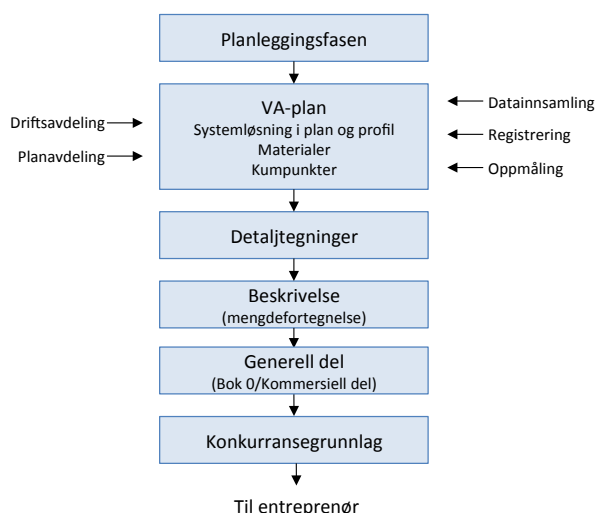 Planleggingsfasen
VA-plan
Systemløsning i plan og profil
Materialer
Kumpunkter
Driftsavdeling
Planavdeling
Datainnsamling
Registrering
Oppmåling
Detaljtegninger
Beskrivelse
(mengdefortegnelse)
Generell del
(Bok 0/Kommersiell del)
Konkurransegrunnlag
Til entreprenør